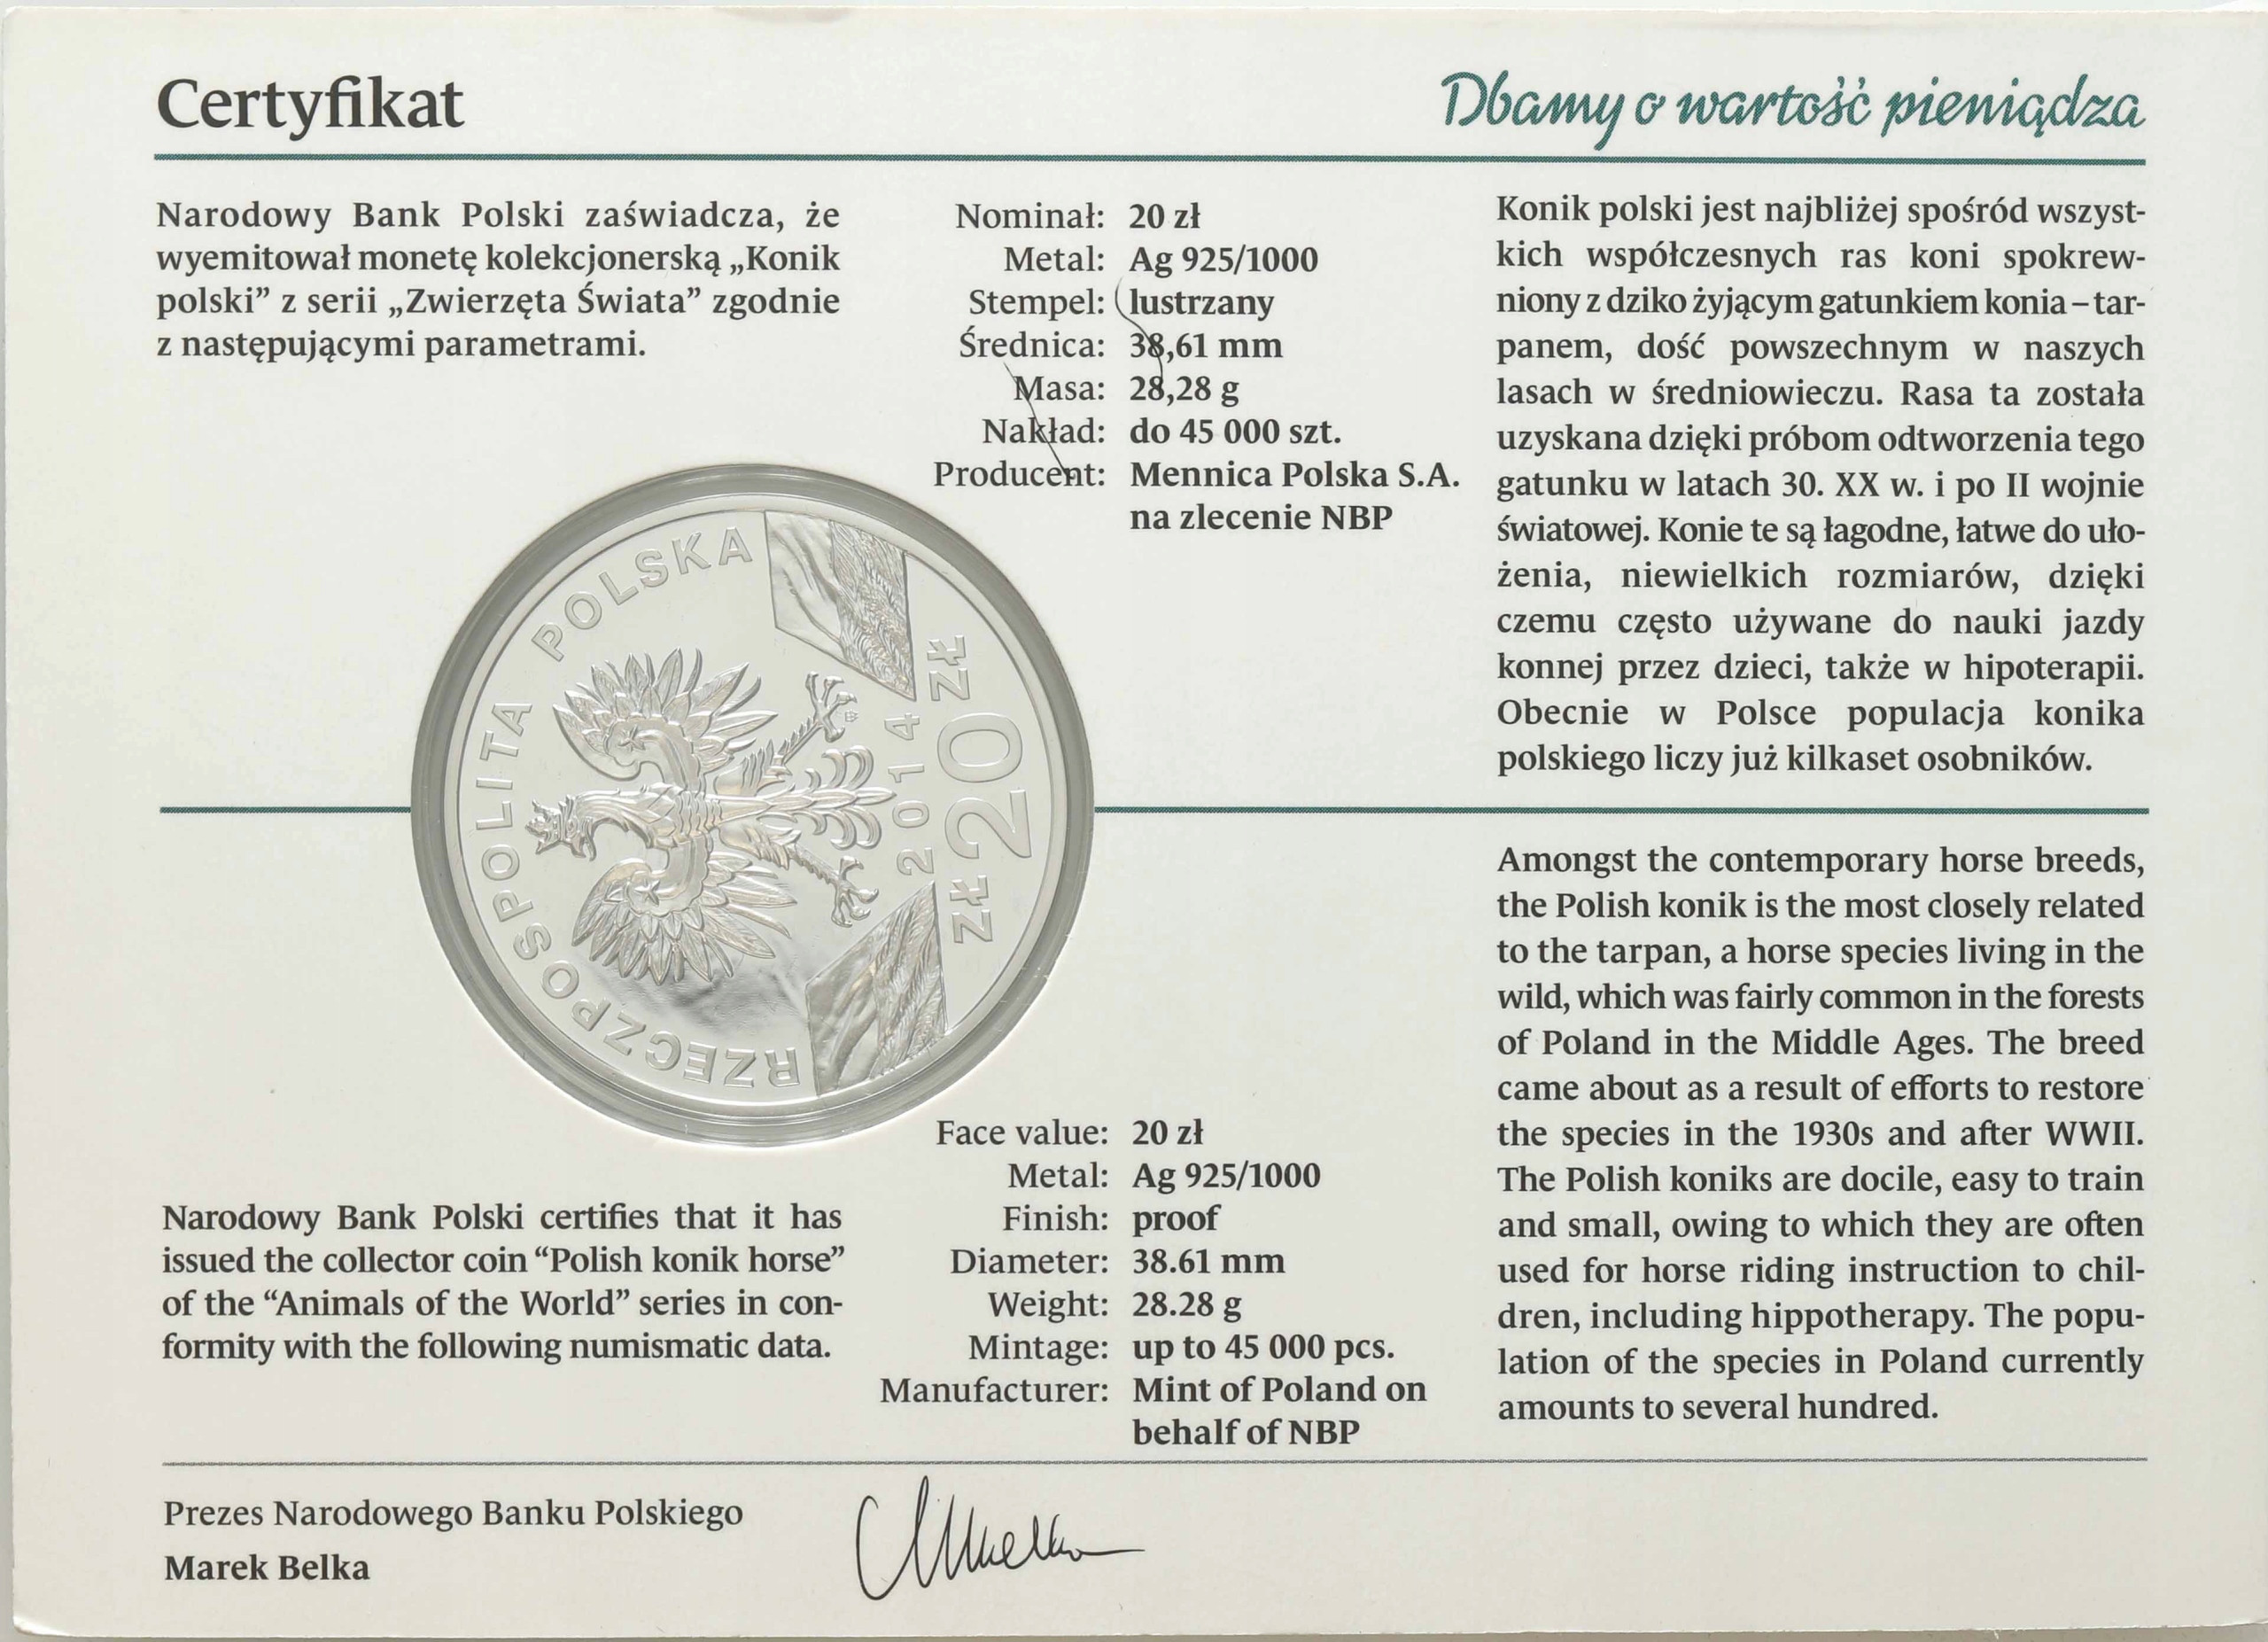 Certyfikat
Dbamy o wartość pieniądza
Narodowy Bank Polski zaświadcza, że
wyemitował monetę kolekcjonerską „Konik
polski” z serii „Zwierzęta Świata” zgodnie
z następującymi parametrami.
Nominał: 20 zł
Metal: Ag 925/1000
Stempel: lustrzany
Średnica: 38,61 mm
Masa: 28,28 g
Nakład: do 45 000 szt.
Producent: Mennica Polska S.A.
na zlecenie NBP
Konik polski jest najbliżej spośród wszyst-
kich współczesnych ras koni spokrew-
niony z dziko żyjącym gatunkiem konia – tar-
panem, dość powszechnym w naszych
lasach w średniowieczu. Rasa ta została
uzyskana dzięki próbom odtworzenia tego
gatunku w latach 30. XX w. i po II wojnie
światowej. Konie te są łagodne, łatwe do uło-
żenia, niewielkich rozmiarów, dzięki
czemu często używane do nauki jazdy
konnej przez dzieci, także w hipoterapii.
Obecnie w Polsce populacja konika
polskiego liczy już kilkaset osobników.
RZECZPOSPOLITA POLSKA
2014
ZŁ 20 ZŁ
Narodowy Bank Polski certifies that it has
issued the collector coin “Polish konik horse”
of the “Animals of the World” series in con-
formity with the following numismatic data.
Face value: 20 zł
Metal: Ag 925/1000
Finish: proof
Diameter: 38.61 mm
Weight: 28.28 g
Mintage: up to 45 000 pcs.
Manufacturer: Mint of Poland on
behalf of NBP
Amongst the contemporary horse breeds,
the Polish konik is the most closely related
to the tarpan, a horse species living in the
wild, which was fairly common in the forests
of Poland in the Middle Ages. The breed
came about as a result of efforts to restore
the species in the 1930s and after WWII.
The Polish koniks are docile, easy to train
and small, owing to which they are often
used for horse riding instruction to chil-
dren, including hippotherapy. The popu-
lation of the species in Poland currently
amounts to several hundred.
Prezes Narodowego Banku Polskiego
Marek Belka